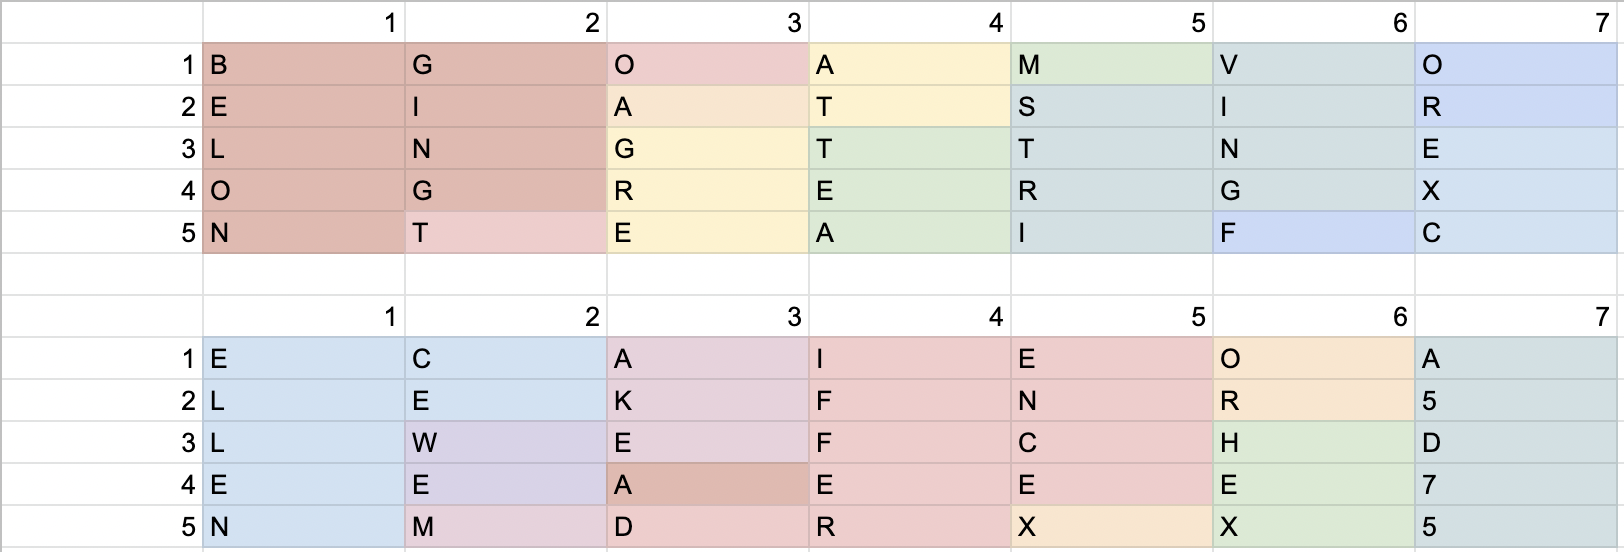 1 2 3 4 5 6 7
1 B G O A M V O
2 E I A T S I R
3 L N G T T N E
4 O G R E R G X
5 N T E A I F C
1 2 3 4 5 6 7
1 E C A I E O A
2 L E K F N R 5
3 L W E F C H D
4 E E A E E E 7
5 N M D R X X 5